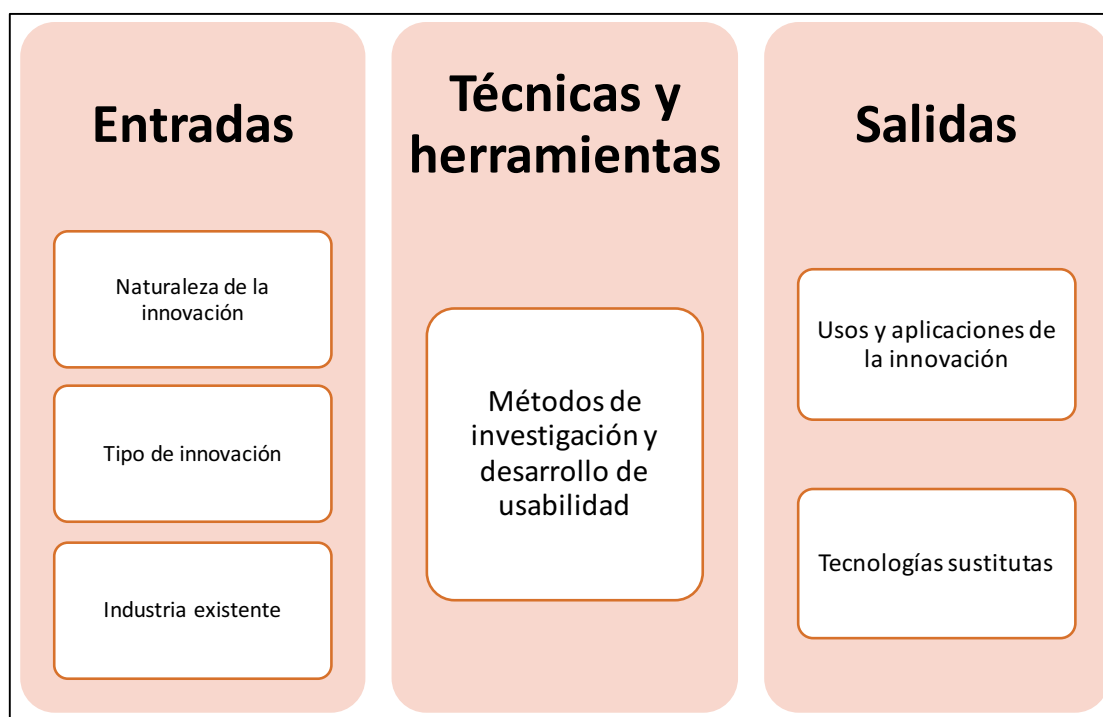 Entradas
Naturaleza de la
innovación
Tipo de innovación
Industria existente
Técnicas y
herramientas
Métodos de
investigación y
desarrollo de
usabilidad
Salidas
Usos y aplicaciones de
la innovación
Tecnologías sustitutas